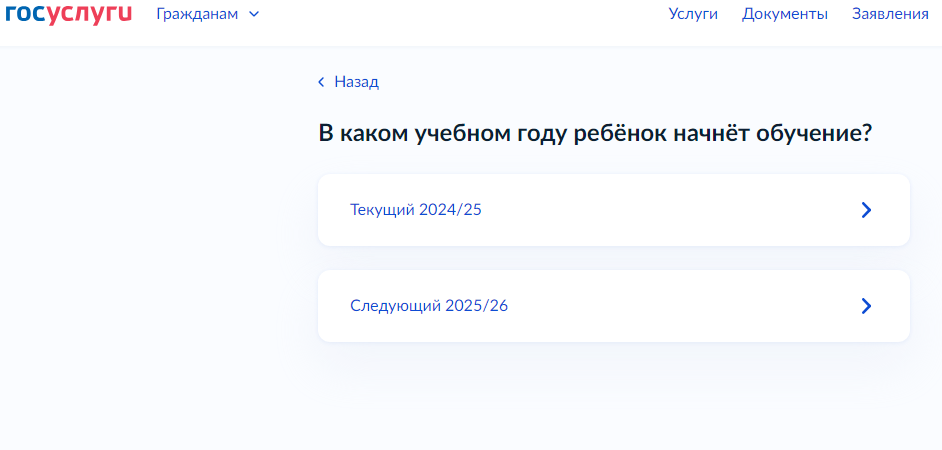 госуслуги Гражданам Услуги Документы Заявления
Назад
В каком учебном году ребёнок начнёт обучение?
Текущий 2024/25
Следующий 2025/26